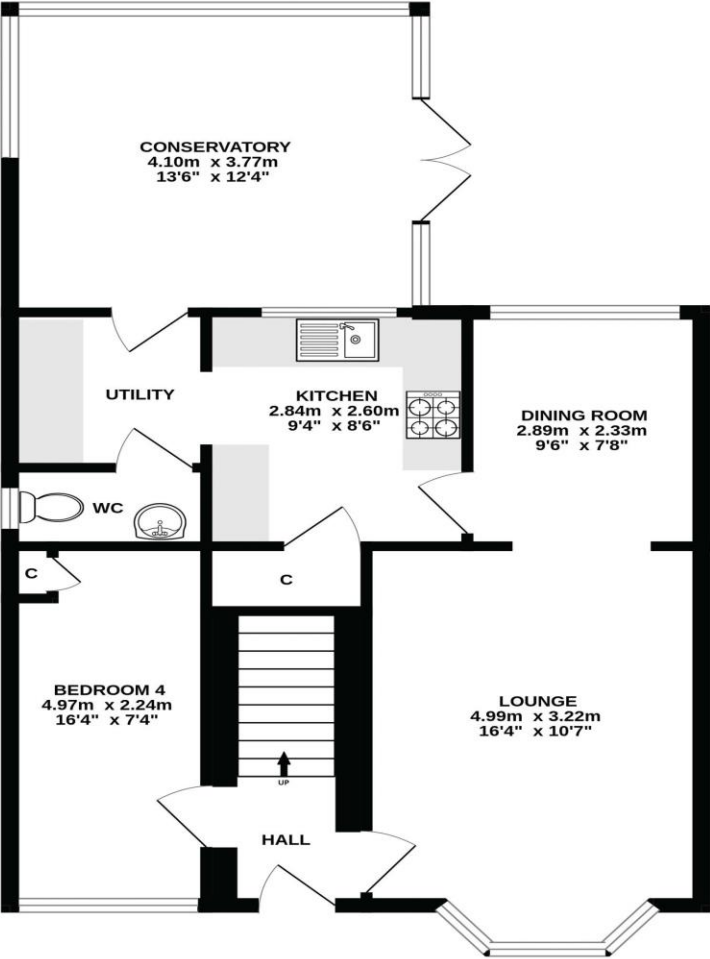 CONSERVATORY
4.10m x 3.77m
13'6" x 12'4"
UTILITY
KITCHEN
2.84m x 2.60m
9'4" x 8'6"
DINING ROOM
2.89m x 2.33m
9'6" x 7'8"
WC
C
C
BEDROOM 4
4.97m x 2.24m
16'4" x 7'4"
LOUNGE
4.99m x 3.22m
16'4" x 10'7"
UP
HALL